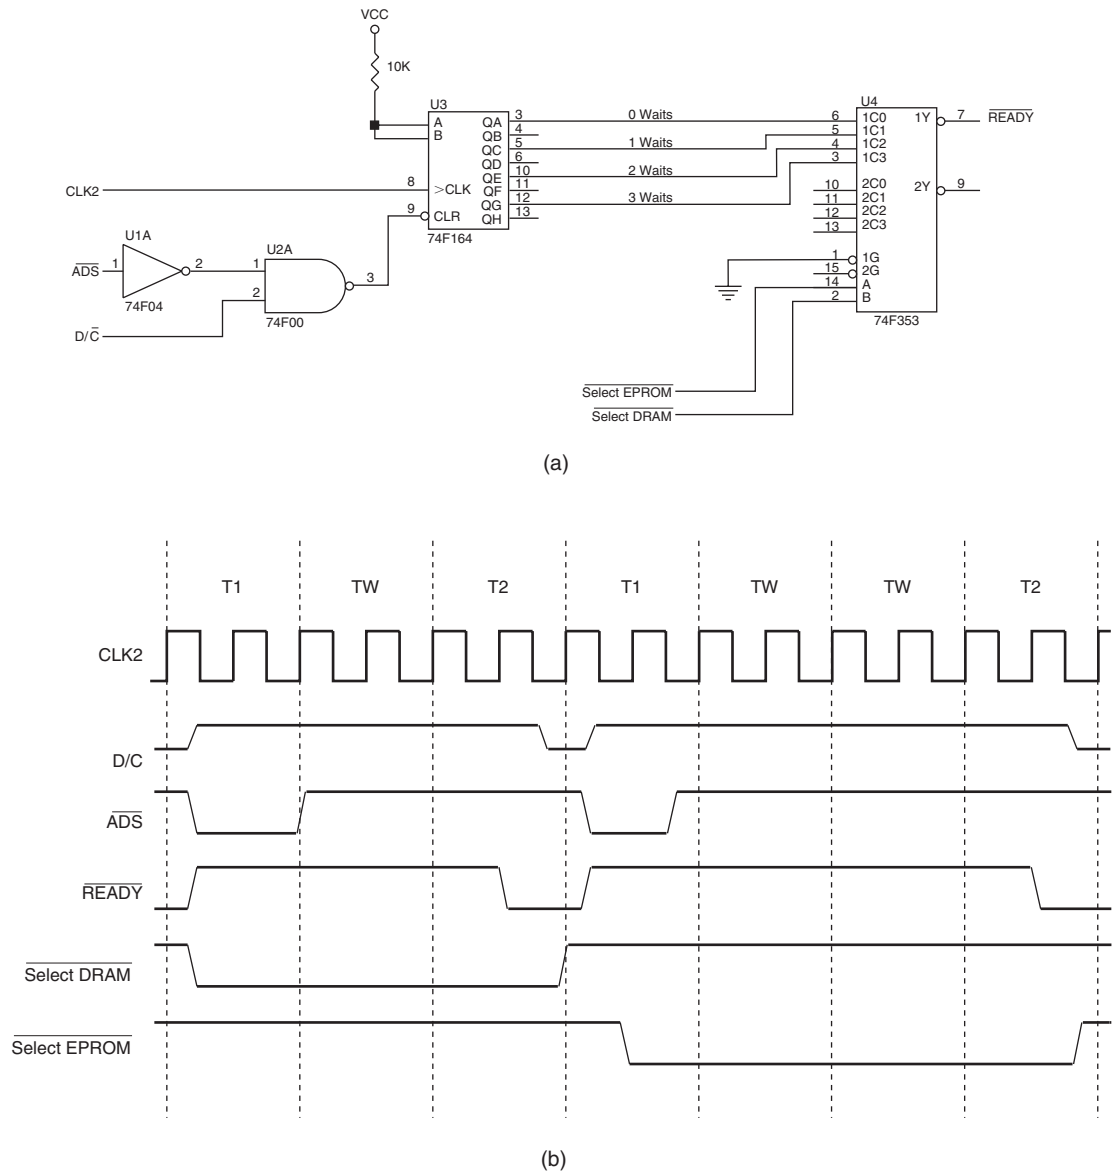 VCC
10K
U3
A
B
>CLK
CLR
QA
QB
QC
QD
QE
QF
QG
QH
3
4
5
6
10
11
12
13
8
9
74F164
0 Waits
1 Waits
2 Waits
3 Waits
U4
6
5
4
3
1C0
1C1
1C2
1C3
10
11
12
13
2C0
2C1
2C2
2C3
1
15
14
2
1G
2G
A
B
1Y
7
READY
2Y
9
74F353
CLK2
U1A
ADS
1
2
74F04
U2A
1
2
3
74F00
D/C
Select EPROM
Select DRAM
(a)
T1
TW
T2
T1
TW
TW
T2
CLK2
D/C
ADS
READY
Select DRAM
Select EPROM
(b)